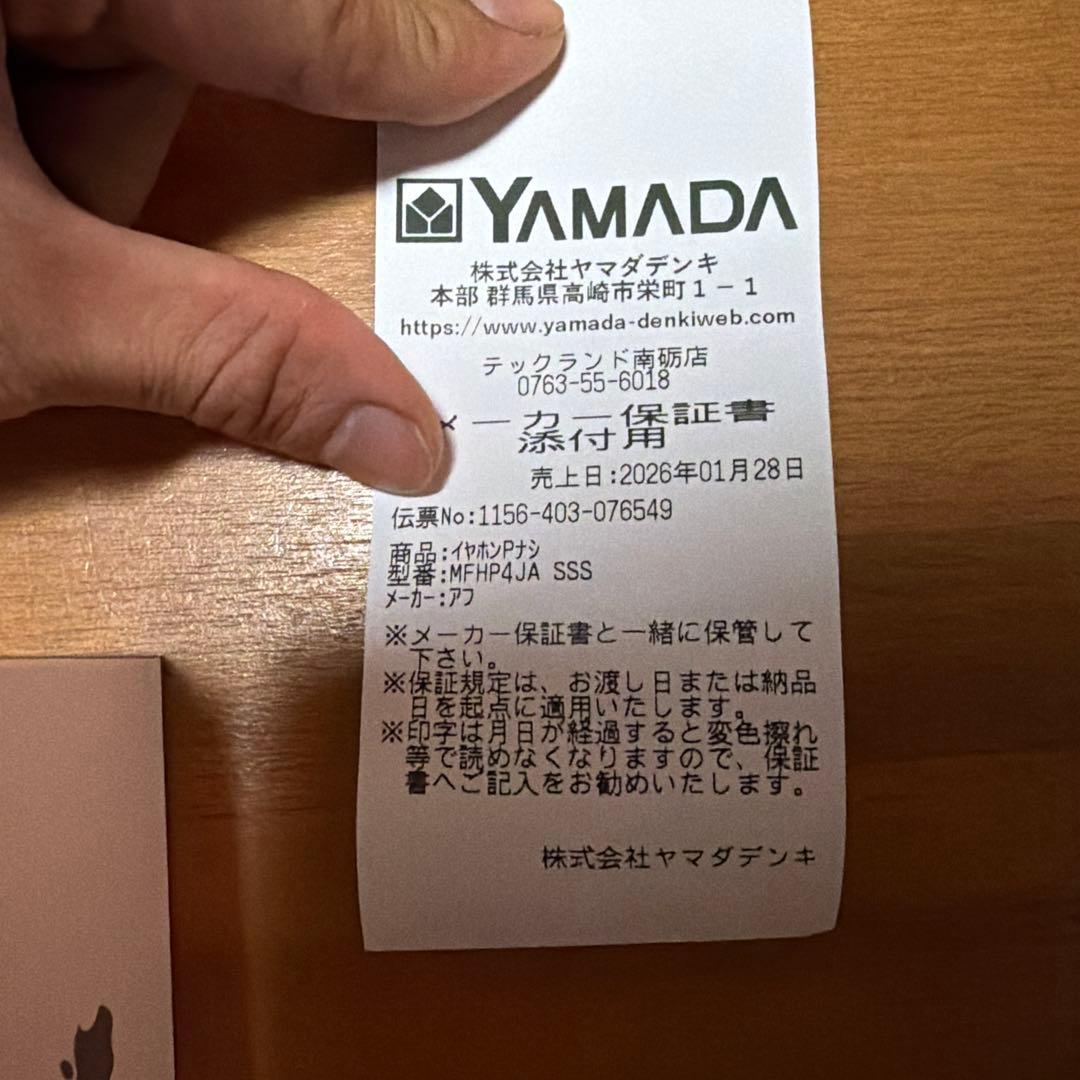 YAMADA
株式会社ヤマダデンキ
本部 群馬県高崎市栄町1-1
https://www.yamada-denkiweb.com
テックランド南砺店
0763-55-6018
メーカー保証書
添付用
売上日:2026年01月28日
伝票No:1156-403-076549
商品:イヤホンPナシ
型番:MFHP4JA SSS
メーカー:アプ
※メーカー保証書と一緒に保管して
下さい。
※保証規定は、お渡し日または納品
日を起点に適用いたします。
※印字は月日が経過すると変色擦れ
等で読めなくなりますので、保証
書へご記入をお勧めいたします。
株式会社ヤマダデンキ